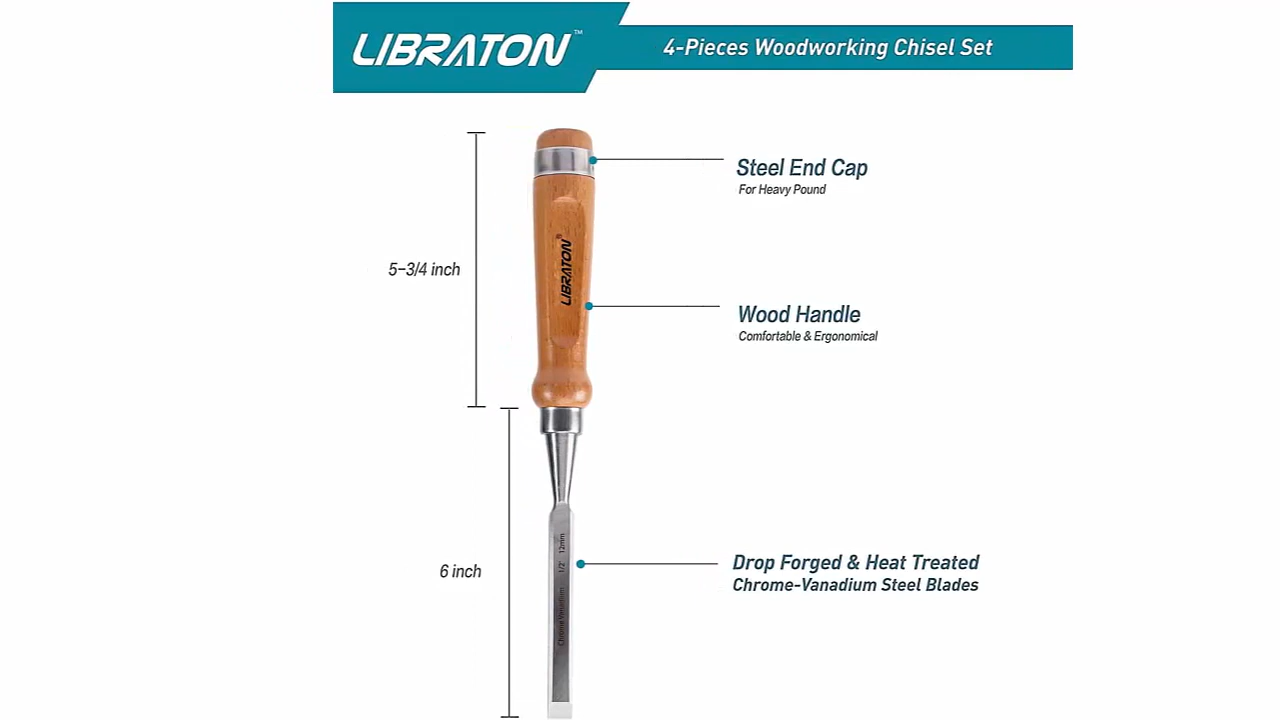 LIBRATON™
4-Pieces Woodworking Chisel Set
Steel End Cap
For Heavy Pound
5-3/4 inch
LIBRATON
Wood Handle
Comfortable & Ergonomical
6 inch
Chrome Vanadium 1/2" 12mm
Drop Forged & Heat Treated
Chrome-Vanadium Steel Blades